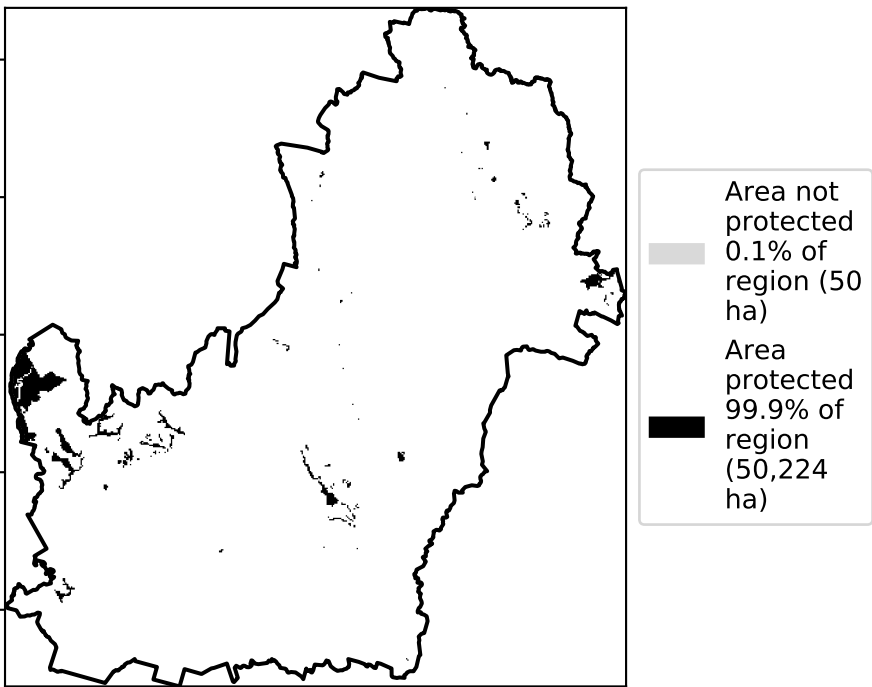 Area not
protected
0.1% of
region (50
ha)
Area
protected
99.9% of
region
(50,224
ha)